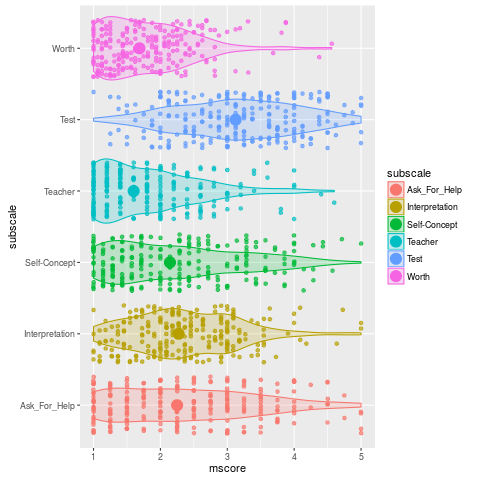 subscale
Worth
Test
Teacher
Self-Concept
Interpretation
Ask_For_Help
1 2 3 4 5
mscore
subscale
Ask_For_Help
Interpretation
Self-Concept
Teacher
Test
Worth